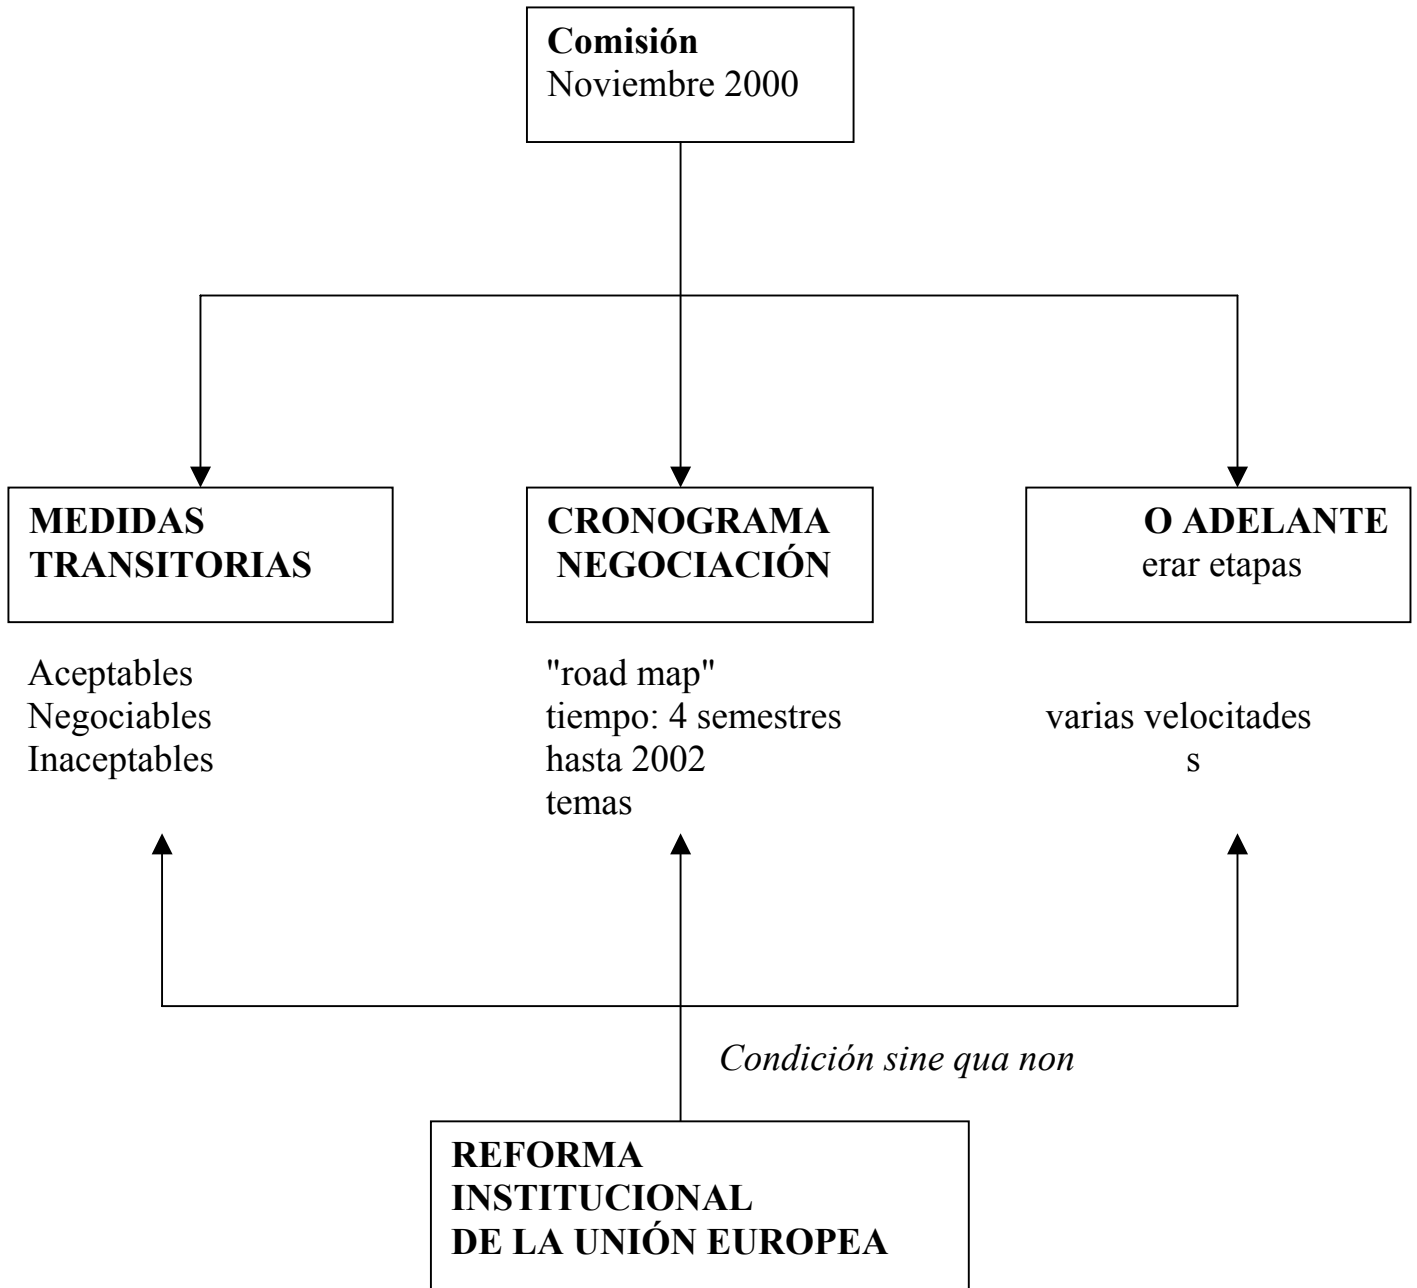 Comisión
Noviembre 2000
MEDIDAS
TRANSITORIAS
CRONOGRAMA
NEGOCIACIÓN
O ADELANTE
erar etapas
Aceptables
Negociables
Inaceptables
"road map"
tiempo: 4 semestres
hasta 2002
temas
varias velocitades
s
Condición sine qua non
REFORMA
INSTITUCIONAL
DE LA UNIÓN EUROPEA